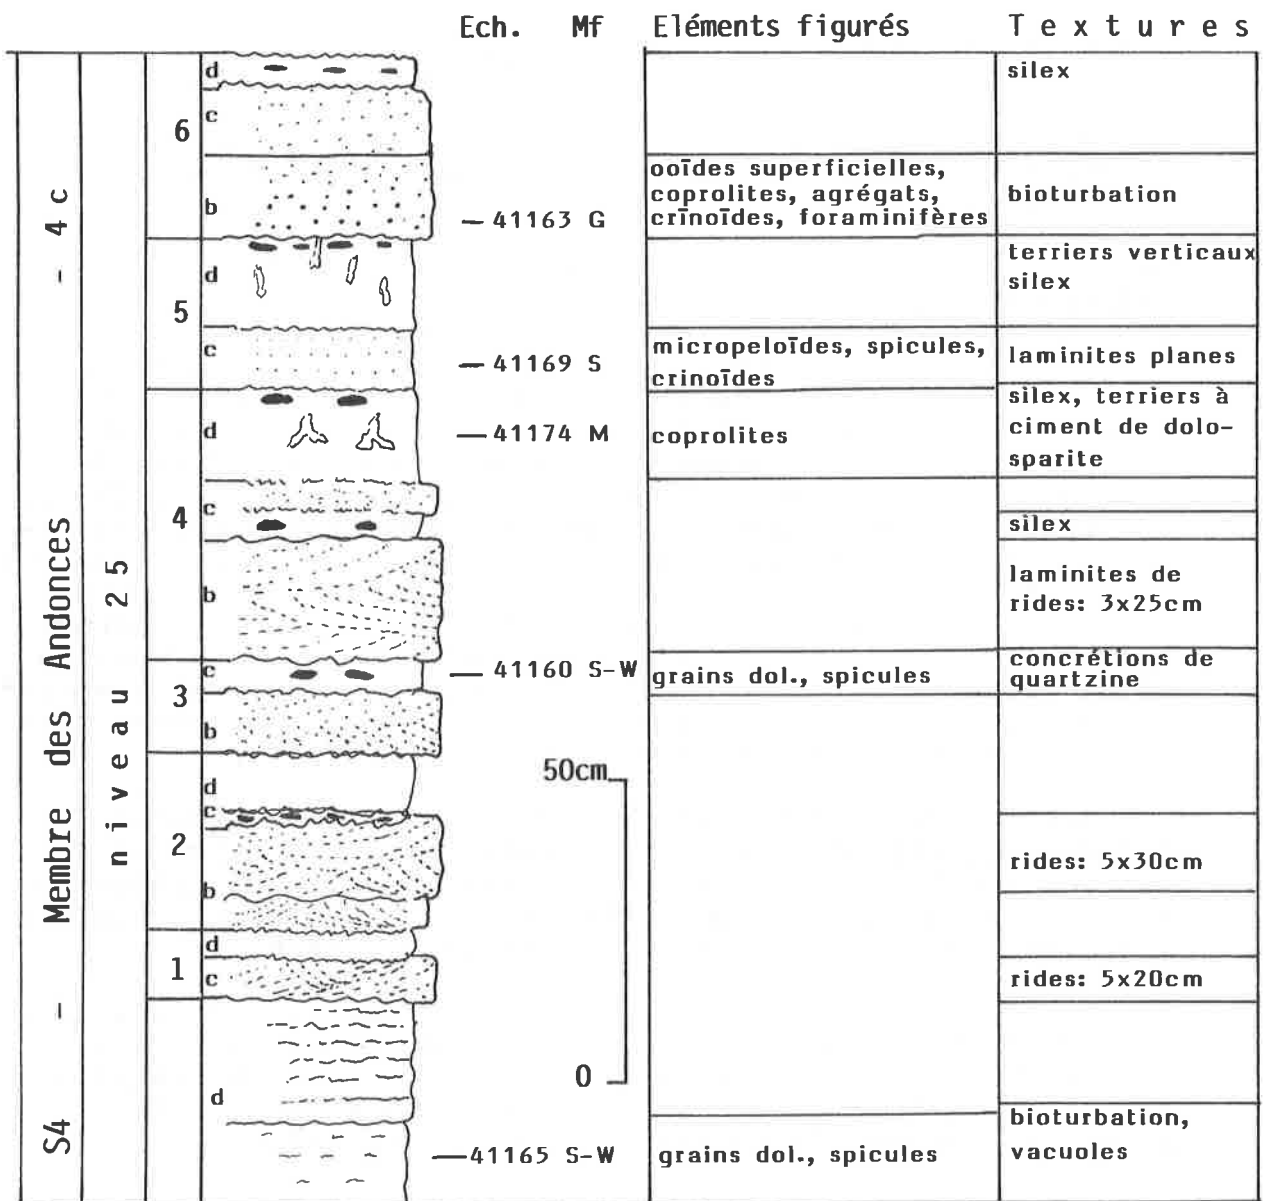 Ech. Mf Eléments figurés Textures
d silex
c
6
b ooïdes superficielles,
coprolites, agrégats,
crinoïdes, foraminifères
bioturbation
41163 G
d terriers verticaux
silex
5
c micropeloïdes, spicules,
crinoïdes
laminites planes
41169 S
d silex, terriers à
ciment de dolo-
sparite
41174 M coprolites
4
c
silex
b laminites de
rides: 3x25cm
c 41160 S-W grains dol., spicules
concrétions de
quartzine
3
b
50cm
d
c
2
b rides: 5x30cm
d
1
c rides: 5x20cm
0
d
bioturbation,
vacuoles
41165 S-W grains dol., spicules
S4 - Membre des Andonces - 4c
niveau 25